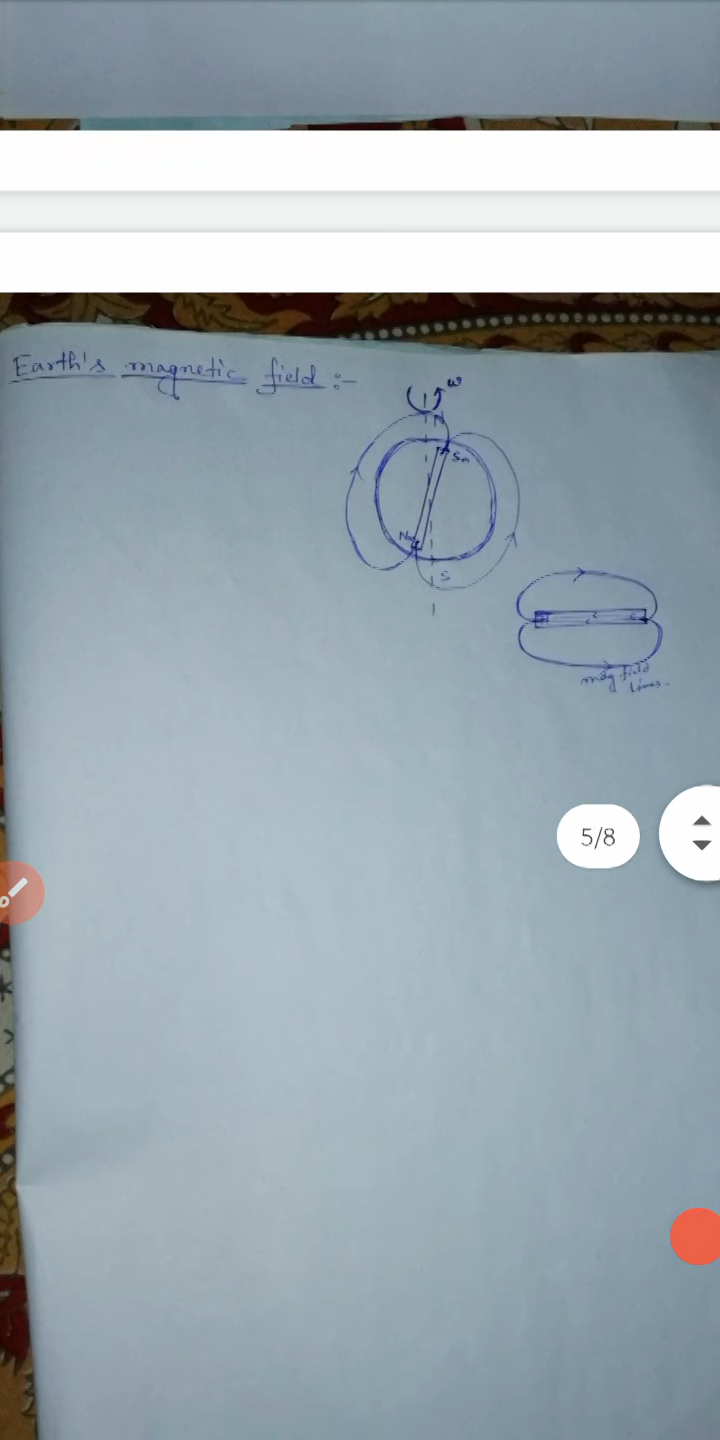 Earth's magnetic field :-
ω
N
Sm
Nm
S
mag field
lines.
5/8